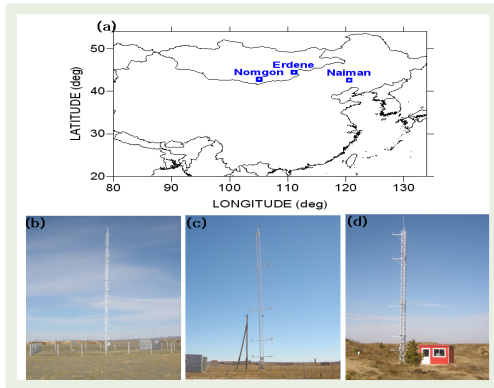 (a)
50
40
30
20
LATITUDE (deg)
Erdene
Nomgon
Naiman
80
90
100
110
120
130
LONGITUDE (deg)
(b)
(c)
(d)